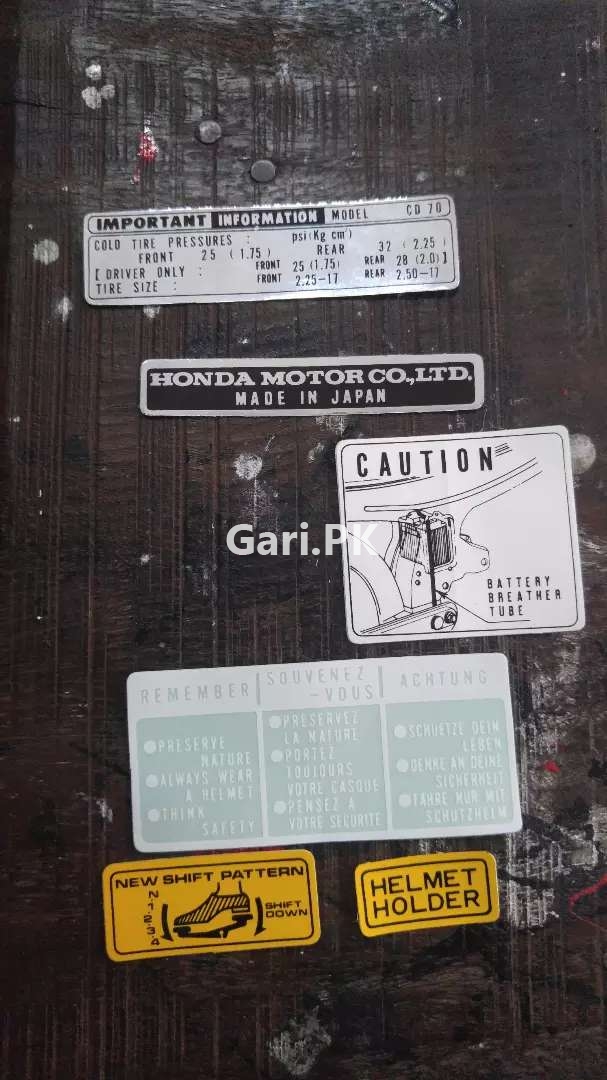 IMPORTANT INFORMATION MODEL CD 70
COLD TIRE PRESSURES : psi (Kg cm²)
FRONT 25 (1.75) REAR 32 (2.25)
[DRIVER ONLY : FRONT 25 (1.75) REAR 28 (2.0)]
TIRE SIZE : FRONT 2.25-17 REAR 2.50-17
HONDA MOTOR CO., LTD.
MADE IN JAPAN
CAUTION
Gari.PK
BATTERY
BREATHER
TUBE
REMEMBER
PRESERVE
NATURE
ALWAYS WEAR
A HELMET
THINK
SAFETY
SOUVENEZ
-VOUS
PRESERVEZ
LA NATURE
PORTEZ
TOUJOURS
VOTRE CASQUE
PENSEZ A
VOTRE SECURITE
ACHTUNG
SCHUETZE DEIN
LEBEN
DENKE AN DEINE
SICHERHEIT
FAHRE NUR MIT
SCHUTZHELM
NEW SHIFT PATTERN
N·1·2·3·4
SHIFT
DOWN
HELMET
HOLDER